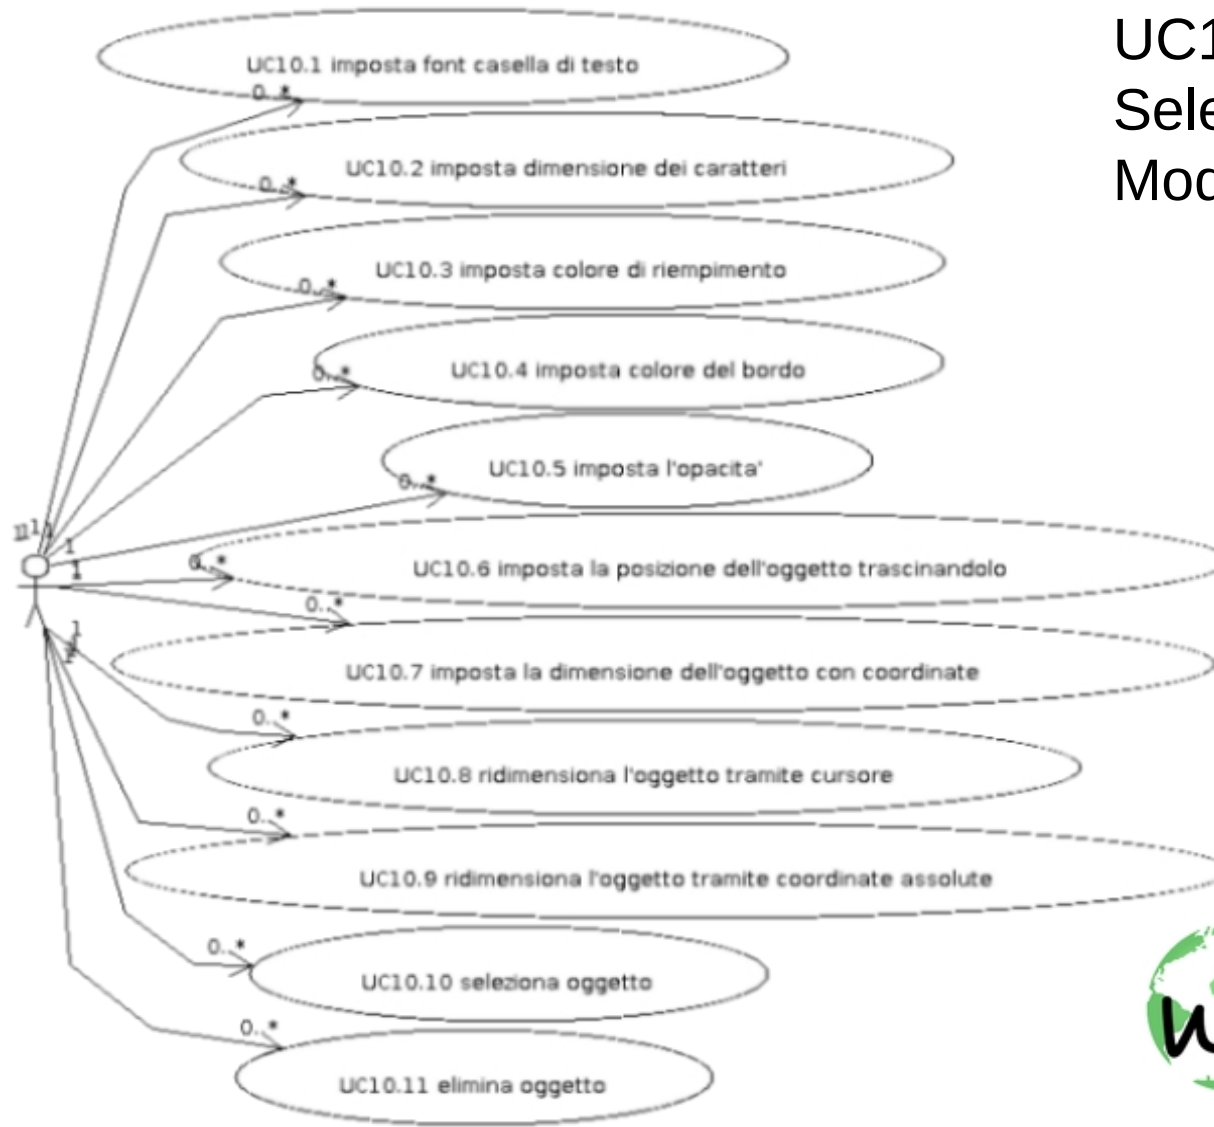 UC10.1 imposta font casella di testo
0..*
UC10.2 imposta dimensione dei caratteri
0..*
UC10.3 imposta colore di riempimento
0..*
UC10.4 imposta colore del bordo
0..*
UC10.5 imposta l'opacita'
0..*
1
1
1
UC10.6 imposta la posizione dell'oggetto trascinandolo
0..*
0..*
1
UC10.7 imposta la dimensione dell'oggetto con coordinate
0..*
UC10.8 ridimensiona l'oggetto tramite cursore
0..*
UC10.9 ridimensiona l'oggetto tramite coordinate assolute
0..*
UC10.10 seleziona oggetto
0..*
UC10.11 elimina oggetto
UC1
Sele
Mod